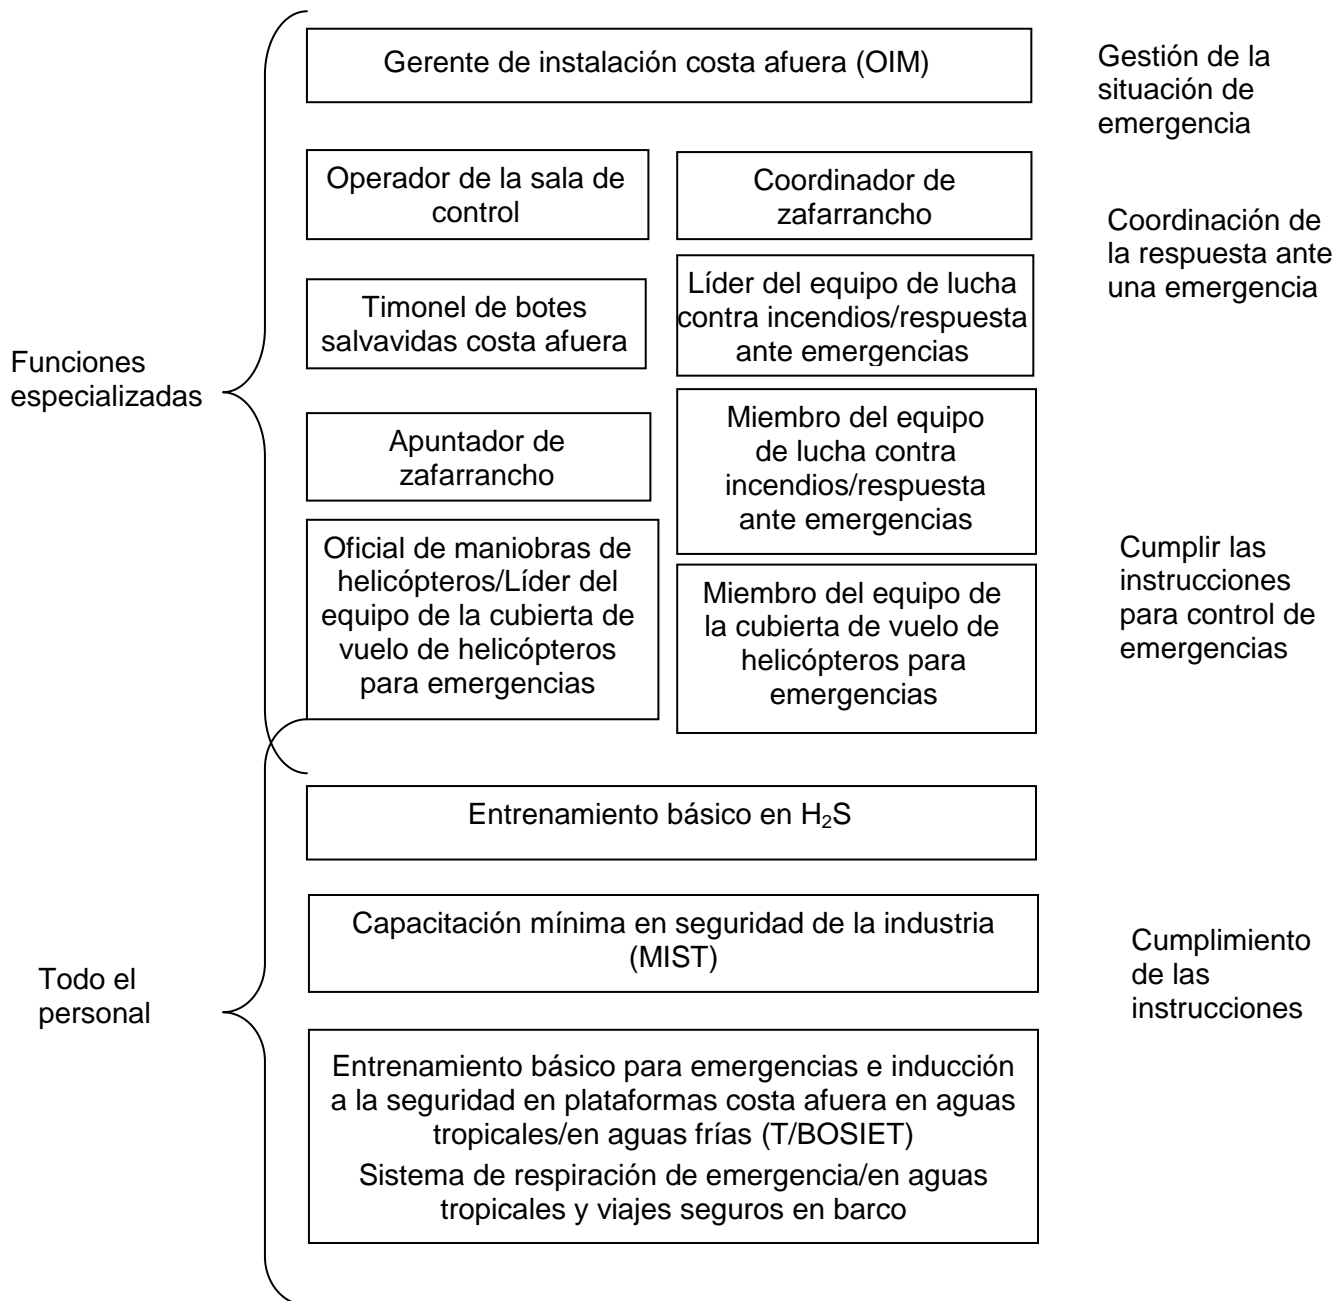 Gerente de instalación costa afuera (OIM)
Gestión de la
situación de
emergencia
Operador de la sala de
control
Coordinador de
zafarrancho
Coordinación de
la respuesta ante
una emergencia
Timonel de botes
salvavidas costa afuera
Líder del equipo de lucha
contra incendios/respuesta
ante emergencias
Funciones
especializadas
Apuntador de
zafarrancho
Miembro del equipo
de lucha contra
incendios/respuesta
ante emergencias
Oficial de maniobras de
helicópteros/Líder del
equipo de la cubierta de
vuelo de helicópteros
para emergencias
Miembro del equipo de
la cubierta de vuelo de
helicópteros para
emergencias
Cumplir las
instrucciones
para control de
emergencias
Entrenamiento básico en H₂S
Capacitación mínima en seguridad de la industria
(MIST)
Todo el
personal
Cumplimiento
de las
instrucciones
Entrenamiento básico para emergencias e inducción
a la seguridad en plataformas costa afuera en aguas
tropicales/en aguas frías (T/BOSIET)
Sistema de respiración de emergencia/en aguas
tropicales y viajes seguros en barco